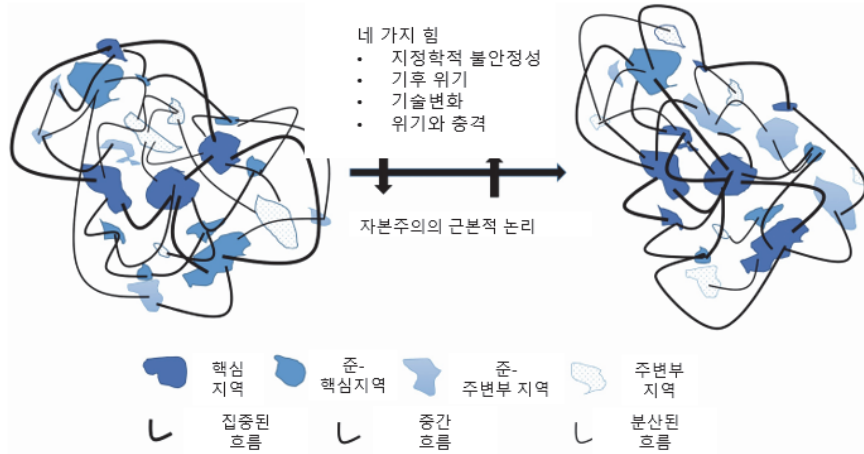 네 가지 힘
• 지정학적 불안정성
• 기후 위기
• 기술변화
• 위기와 충격
자본주의의 근본적 논리
핵심
지역
준-
핵심지역
준-
주변부 지역
주변부
지역
집중된
흐름
중간
흐름
분산된
흐름